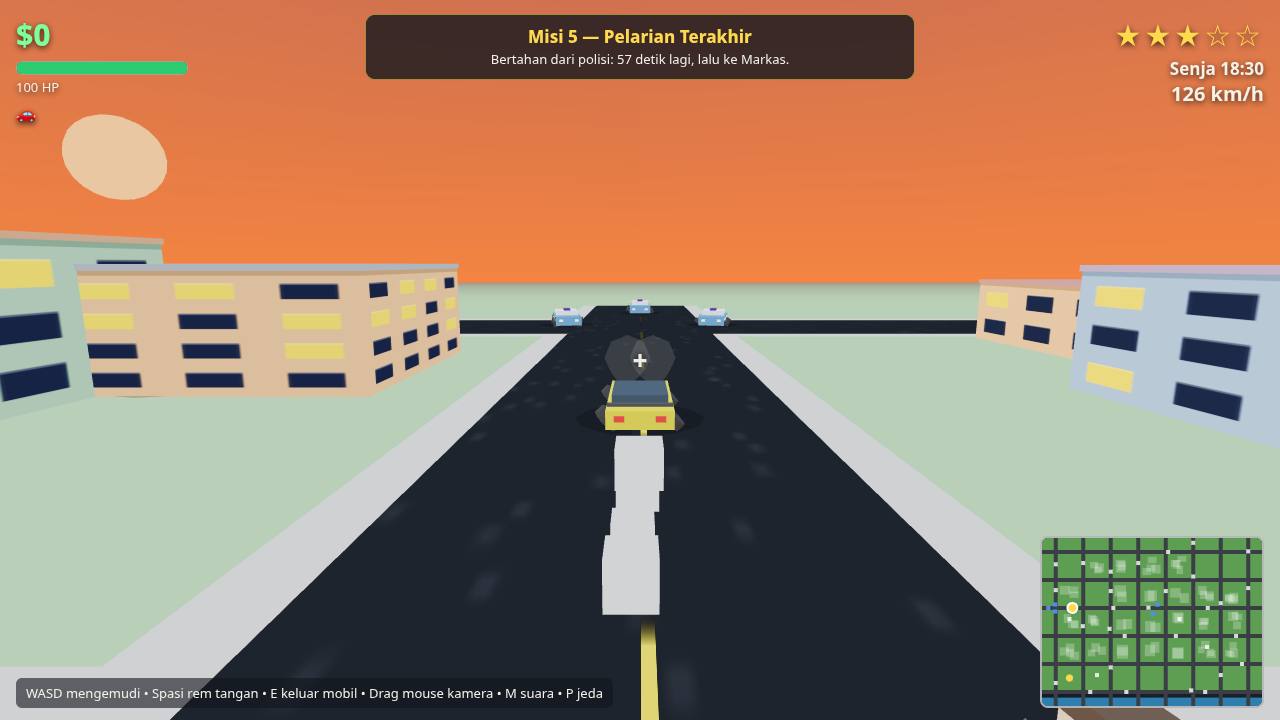 $0
100 HP
Misi 5 — Pelarian Terakhir
Bertahan dari polisi: 57 detik lagi, lalu ke Markas.
★ ★ ★ ☆ ☆
Senja 18:30
126 km/h
WASD mengemudi • Spasi rem tangan • E keluar mobil • Drag mouse kamera • M suara • P jeda